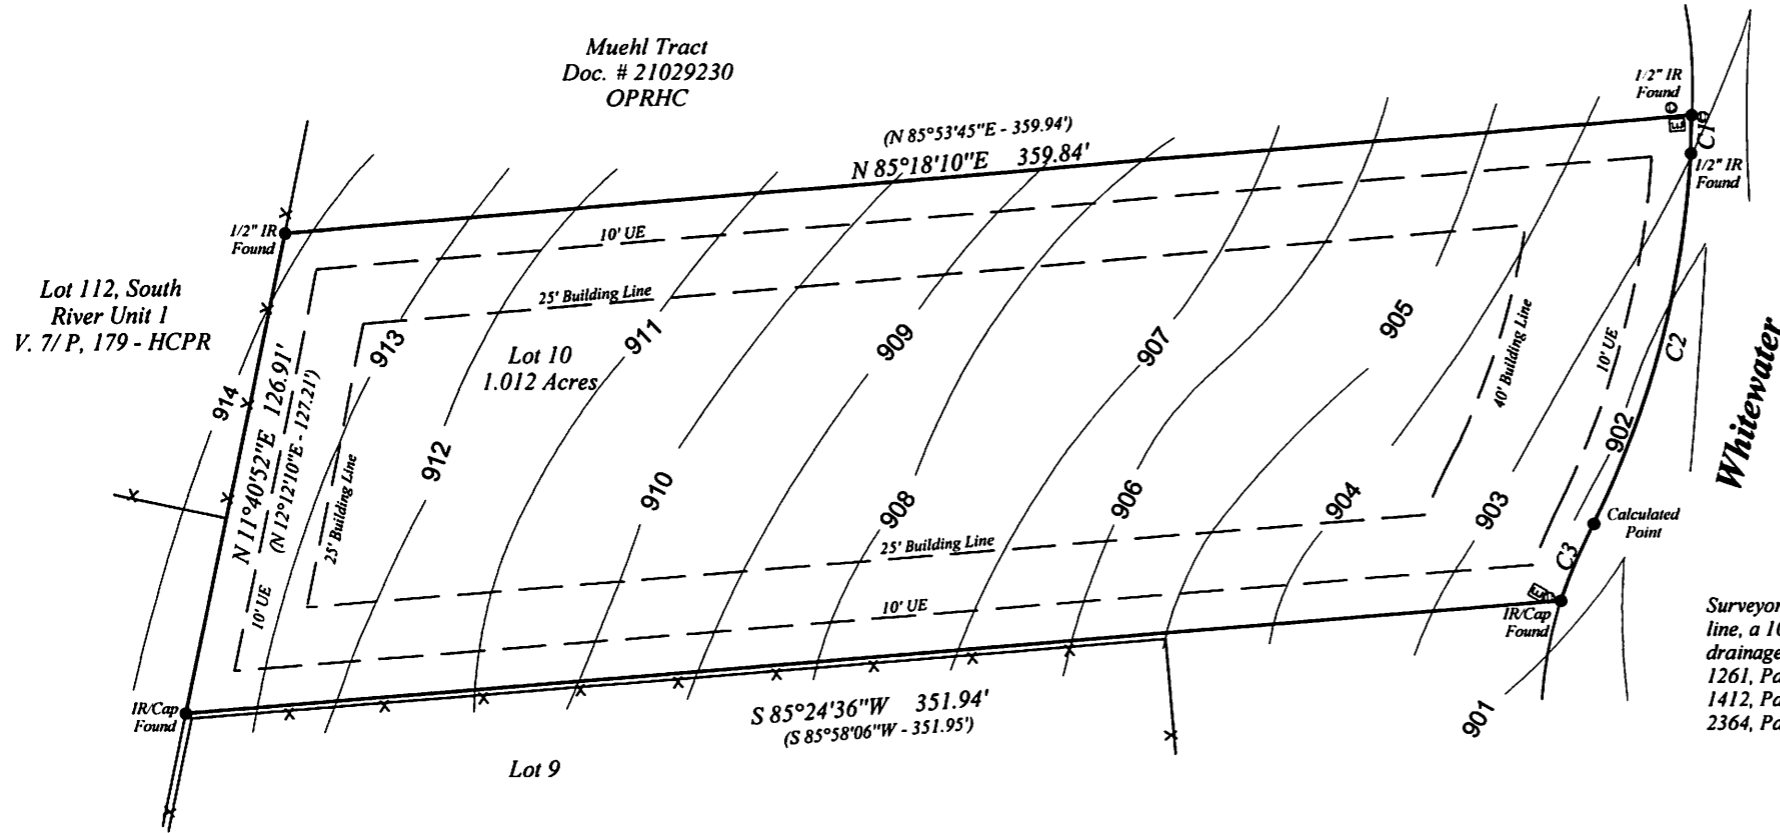 Muehl Tract
Doc. # 21029230
OPRHC
1/2" IR
Found
(N 85°53'45"E - 359.94')
N 85°18'10"E 359.84'
E
C1
1/2" IR
Found
1/2" IR
Found
10' UE
Lot 112, South
River Unit 1
V. 7/ P, 179 - HCPR
25' Building Line
913
911
909
907
905
Lot 10
1.012 Acres
40' Building Line
10' UE
C2
Whitewater
914
N 11°40'52"E 126.91'
(N 12°12'10"E - 127.21')
912
910
908
906
904
903
902
25' Building Line
10' UE
25' Building Line
Calculated
Point
C3
10' UE
E
IR/Cap
Found
IR/Cap
Found
S 85°24'36"W 351.94'
(S 85°58'06"W - 351.95')
901
Lot 9
Surveyor
line, a 10
drainage
1261, Pa
1412, Pa
2364, Pa